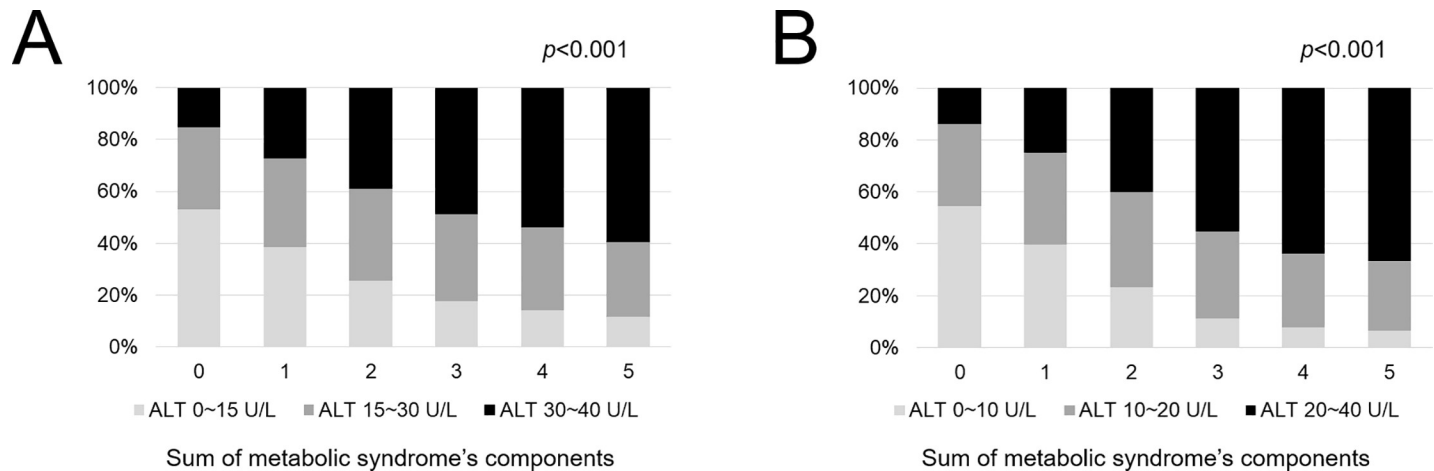 A
p<0.001
100%
80%
60%
40%
20%
0%
0 1 2 3 4 5
ALT 0~15 U/L ALT 15~30 U/L ALT 30~40 U/L
Sum of metabolic syndrome’s components
B
p<0.001
100%
80%
60%
40%
20%
0%
0 1 2 3 4 5
ALT 0~10 U/L ALT 10~20 U/L ALT 20~40 U/L
Sum of metabolic syndrome’s components